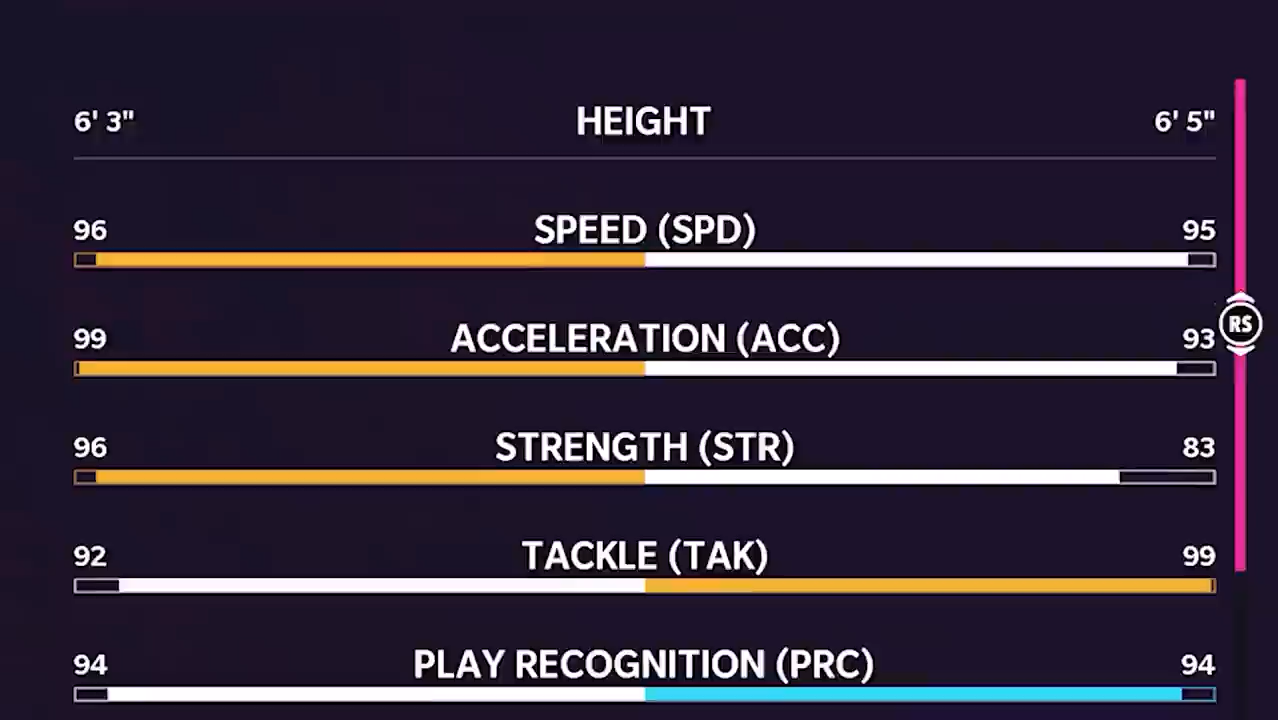 6' 3" HEIGHT 6' 5"
96 SPEED (SPD) 95
99 ACCELERATION (ACC) 93
RS
96 STRENGTH (STR) 83
92 TACKLE (TAK) 99
94 PLAY RECOGNITION (PRC) 94